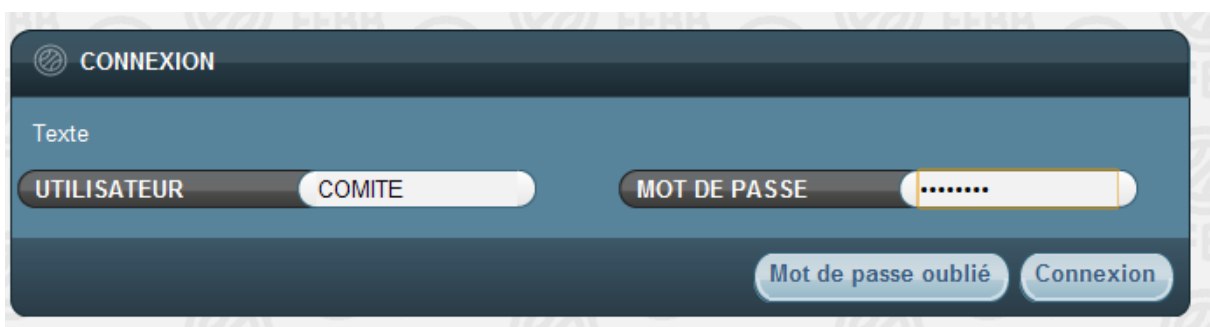 CONNEXION
Texte
UTILISATEUR COMITE MOT DE PASSE ••••••••
Mot de passe oublié Connexion